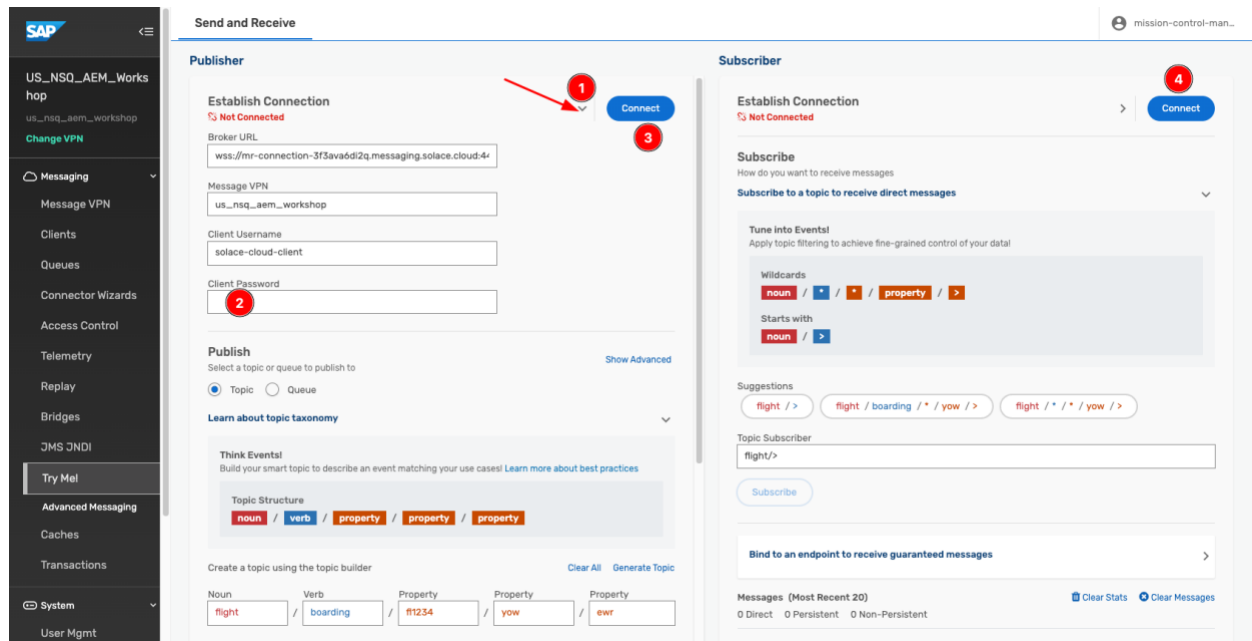 SAP
US_NSQ_AEM_Works
hop
us_nsq_aem_workshop
Change VPN
Messaging
Message VPN
Clients
Queues
Connector Wizards
Access Control
Telemetry
Replay
Bridges
JMS JNDI
Try Me!
Advanced Messaging
Caches
Transactions
System
User Mgmt
Send and Receive
mission-control-man...
Publisher
Establish Connection
Not Connected
1
Connect
3
Broker URL
wss://mr-connection-3f3ava6di2q.messaging.solace.cloud:44
Message VPN
us_nsq_aem_workshop
Client Username
solace-cloud-client
Client Password
2
Publish
Show Advanced
Select a topic or queue to publish to
Topic Queue
Learn about topic taxonomy
Think Events!
Build your smart topic to describe an event matching your use cases! Learn more about best practices
Topic Structure
noun / verb / property / property / property
Create a topic using the topic builder Clear All Generate Topic
Noun Verb Property Property Property
flight / boarding / fl1234 / yow / ewr
Subscriber
4
Establish Connection
Not Connected
Connect
Subscribe
How do you want to receive messages
Subscribe to a topic to receive direct messages
Tune into Events!
Apply topic filtering to achieve fine-grained control of your data!
Wildcards
noun / * / * / property / >
Starts with
noun / >
Suggestions
flight / > flight / boarding / * / yow / > flight / * / * / yow / >
Topic Subscriber
flight/>
Subscribe
Bind to an endpoint to receive guaranteed messages
Messages (Most Recent 20) Clear Stats Clear Messages
0 Direct 0 Persistent 0 Non-Persistent